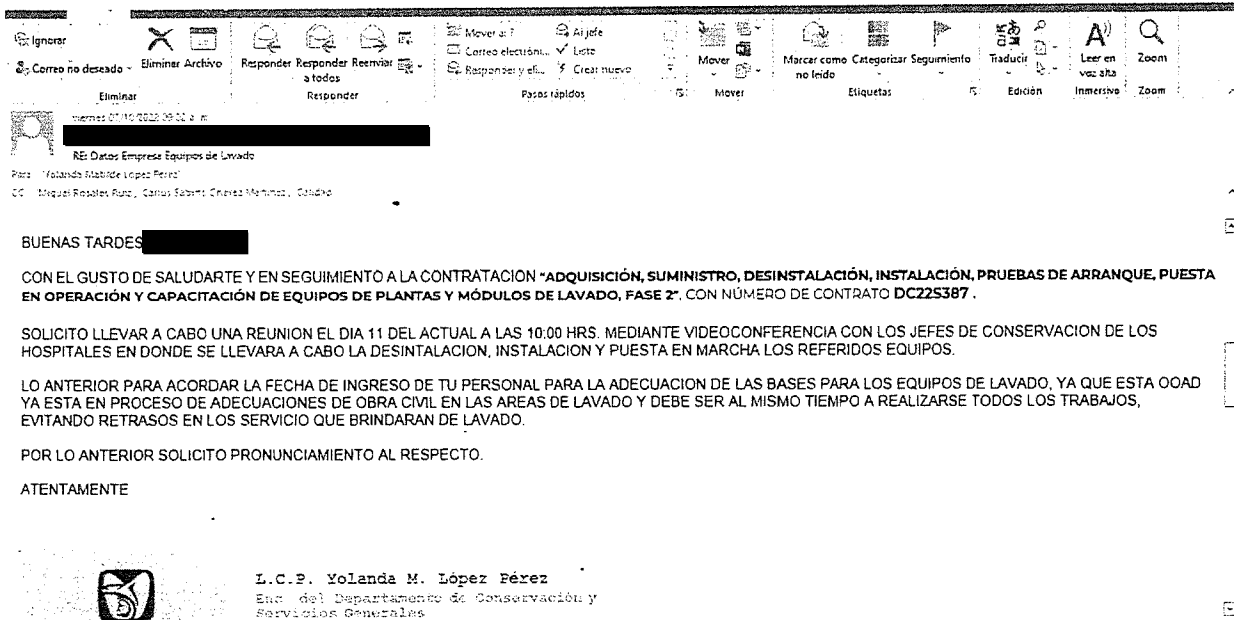 Ignorar
Correo no deseado
Eliminar Archivo
Responder Responder Reenviar
a todos
Mover a: ?
Al jefe
Correo electróni...
Listo
Responder y eli...
Crear nuevo
Mover
Marcar como Categorizar Seguimiento
no leído
Traducir
Leer en
voz alta
Zoom
Eliminar
Responder
Pasos rápidos
Mover
Etiquetas
Edición
Inmersivo
Zoom
RE: Datos Empresa Equipos de Lavado
BUENAS TARDES
CON EL GUSTO DE SALUDARTE Y EN SEGUIMIENTO A LA CONTRATACION "ADQUISICIÓN, SUMINISTRO, DESINSTALACIÓN, INSTALACIÓN, PRUEBAS DE ARRANQUE, PUESTA
EN OPERACIÓN Y CAPACITACIÓN DE EQUIPOS DE PLANTAS Y MÓDULOS DE LAVADO, FASE 2", CON NÚMERO DE CONTRATO DC22S387 .
SOLICITO LLEVAR A CABO UNA REUNION EL DIA 11 DEL ACTUAL A LAS 10:00 HRS. MEDIANTE VIDEOCONFERENCIA CON LOS JEFES DE CONSERVACION DE LOS
HOSPITALES EN DONDE SE LLEVARA A CABO LA DESINTALACION, INSTALACION Y PUESTA EN MARCHA LOS REFERIDOS EQUIPOS.
LO ANTERIOR PARA ACORDAR LA FECHA DE INGRESO DE TU PERSONAL PARA LA ADECUACION DE LAS BASES PARA LOS EQUIPOS DE LAVADO, YA QUE ESTA OOAD
YA ESTA EN PROCESO DE ADECUACIONES DE OBRA CIVIL EN LAS AREAS DE LAVADO Y DEBE SER AL MISMO TIEMPO A REALIZARSE TODOS LOS TRABAJOS,
EVITANDO RETRASOS EN LOS SERVICIO QUE BRINDARAN DE LAVADO.
POR LO ANTERIOR SOLICITO PRONUNCIAMIENTO AL RESPECTO.
ATENTAMENTE
L.C.P. Yolanda M. López Pérez
Enc. del Departamento de Conservación y
Servicios Generales